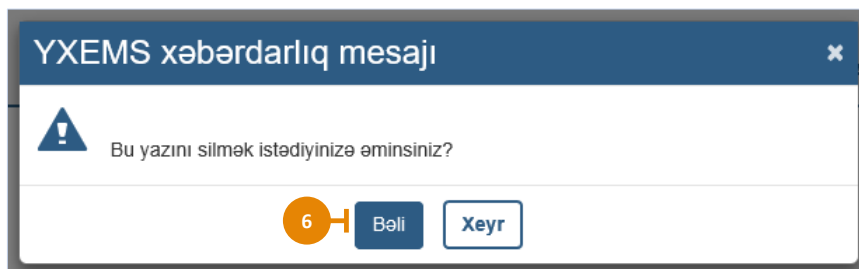 YXEMS xəbərdarlıq mesajı
Bu yazını silmək istədiyinizə əminsiniz?
6 Bəli Xeyr